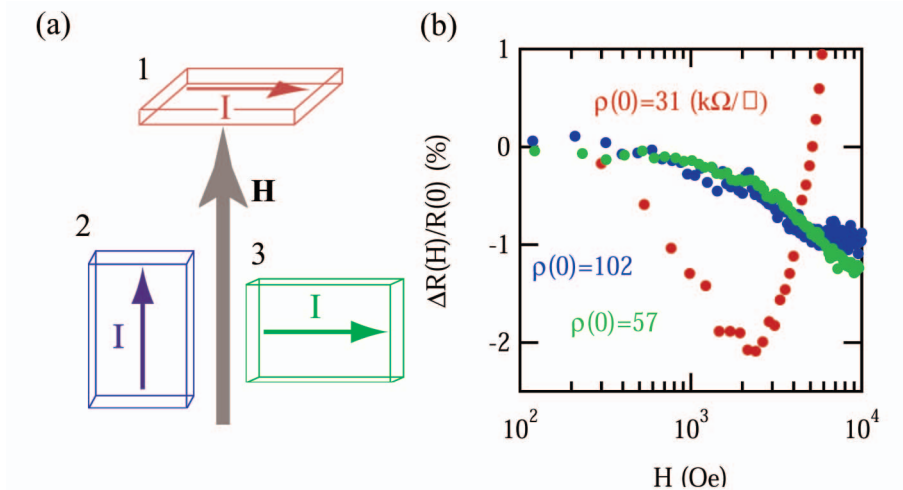 (a)
1
I
H
2
I
3
I
(b)
ρ(0)=31 (kΩ/□)
ρ(0)=102
ρ(0)=57
ΔR(H)/R(0) (%)
1
0
-1
-2
10²
10³
10⁴
H (Oe)